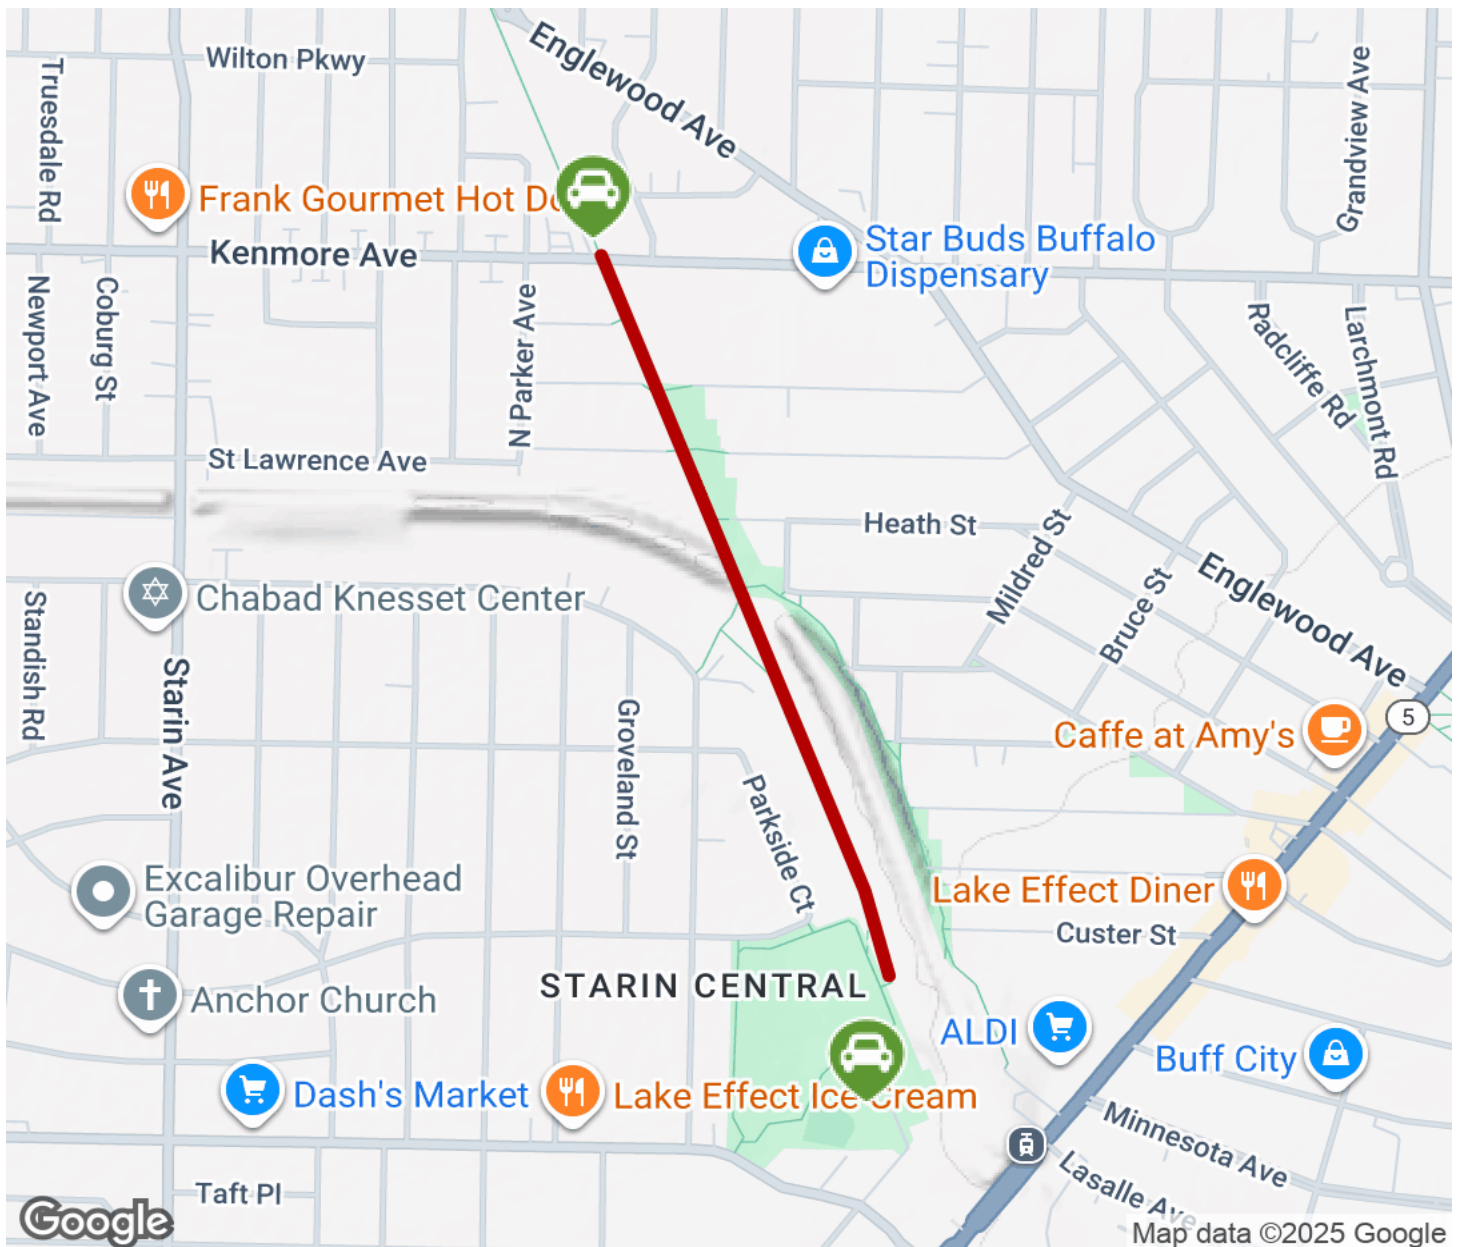 Wilton Pkwy
Englewood Ave
Truesdale Rd
Grandview Ave
Frank Gourmet Hot Do
Kenmore Ave
Star Buds Buffalo
Dispensary
Newport Ave
Coburg St
N Parker Ave
Radcliffe Rd
Larchmont Rd
St Lawrence Ave
Heath St
Mildred St
Bruce St
Englewood Ave
Chabad Knesset Center
Standish Rd
Starin Ave
Groveland St
Parkside Ct
5
Caffe at Amy's
Excalibur Overhead
Garage Repair
Lake Effect Diner
Custer St
STARIN CENTRAL
Anchor Church
ALDI
Buff City
Dash's Market
Lake Effect Ice Cream
Minnesota Ave
Lasalle Ave
Taft Pl
Google
Map data ©2025 Google